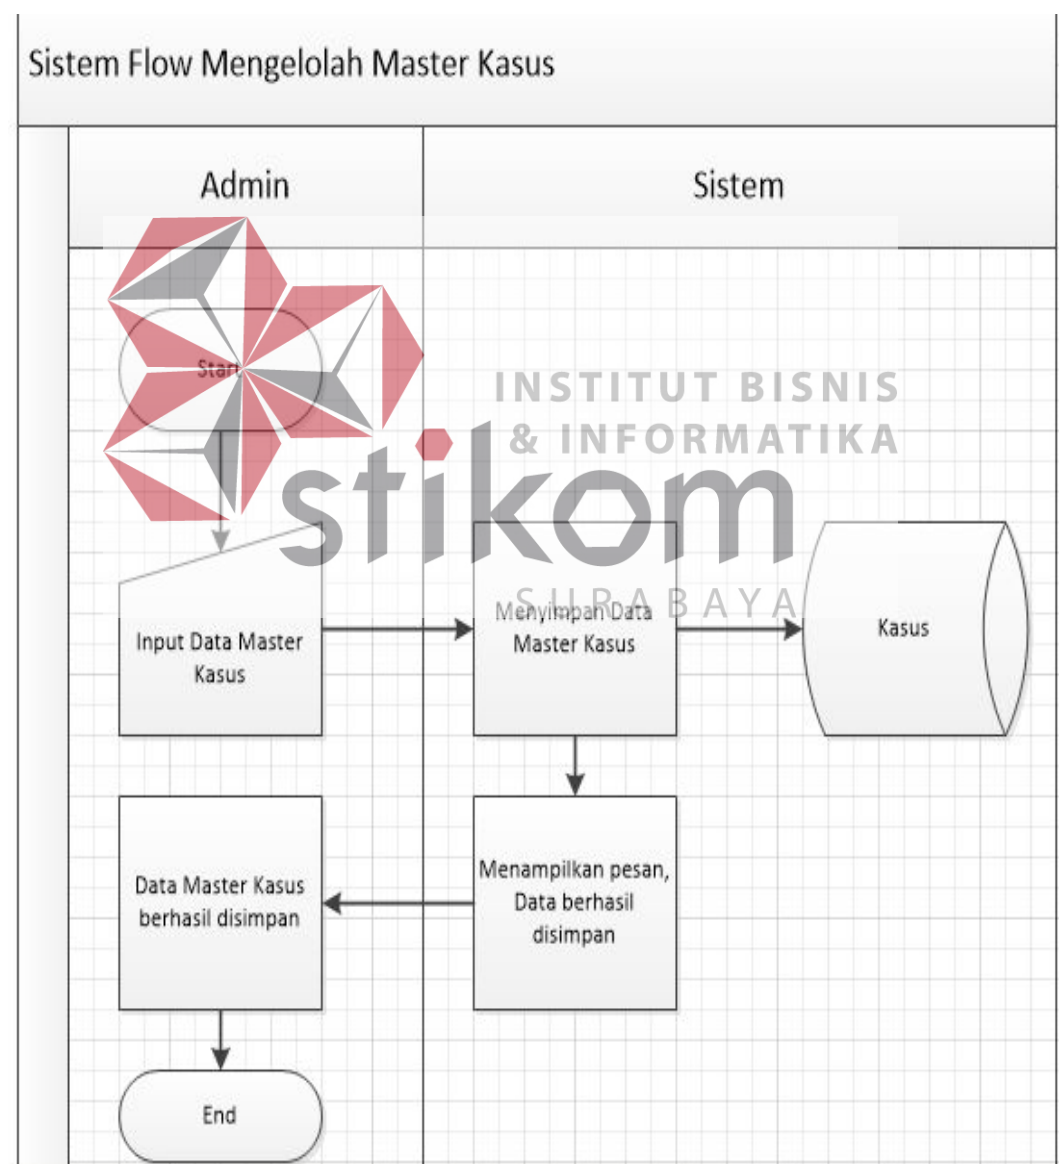 Sistem Flow Mengelolah Master Kasus
Admin
Sistem
Start
INSTITUT BISNIS
& INFORMATIKA
stikom
SURABAYA
Input Data Master
Kasus
Menyimpan Data
Master Kasus
Kasus
Data Master Kasus
berhasil disimpan
Menampilkan pesan,
Data berhasil
disimpan
End